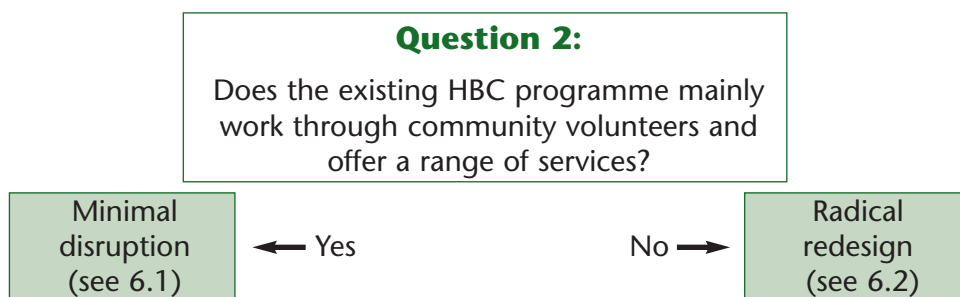 Question 2:
Does the existing HBC programme mainly
work through community volunteers and
offer a range of services?
Minimal
disruption
(see 6.1)
Yes
No
Radical
redesign
(see 6.2)